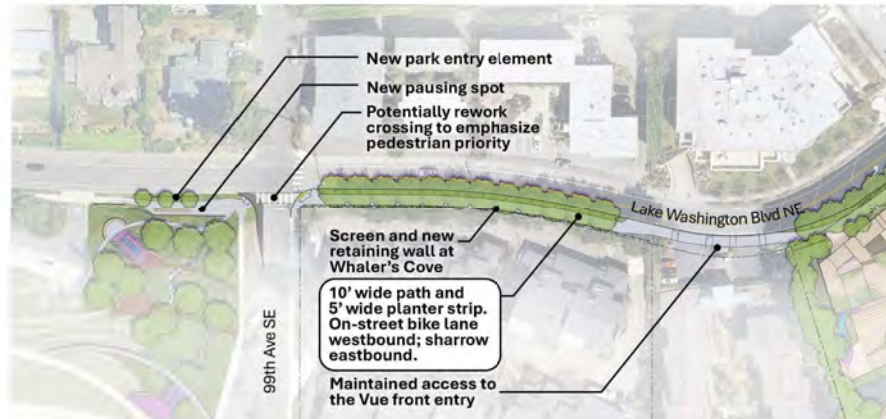 New park entry element
New pausing spot
Potentially rework
crossing to emphasize
pedestrian priority
Lake Washington Blvd NE
Screen and new
retaining wall at
Whaler's Cove
10' wide path and
5' wide planter strip.
On-street bike lane
westbound; sharrow
eastbound.
99th Ave SE
Maintained access to
the Vue front entry